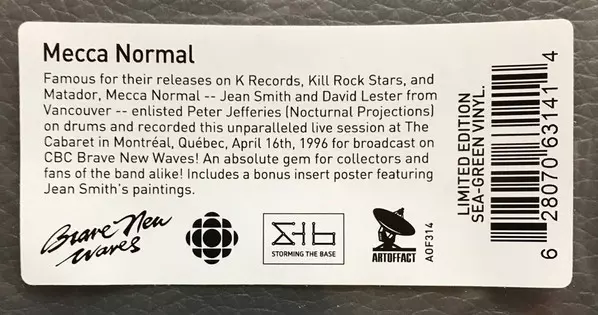 Mecca Normal
Famous for their releases on K Records, Kill Rock Stars, and
Matador, Mecca Normal -- Jean Smith and David Lester from
Vancouver -- enlisted Peter Jefferies (Nocturnal Projections)
on drums and recorded this unparalleled live session at The
Cabaret in Montréal, Québec, April 16th, 1996 for broadcast on
CBC Brave New Waves! An absolute gem for collectors and
fans of the band alike! Includes a bonus insert poster featuring
Jean Smith's paintings.
Brave New
Waves
STORMING THE BASE
ARTOFFACT
AOF314
LIMITED EDITION
SEA-GREEN VINYL.
6 28070 63141 4